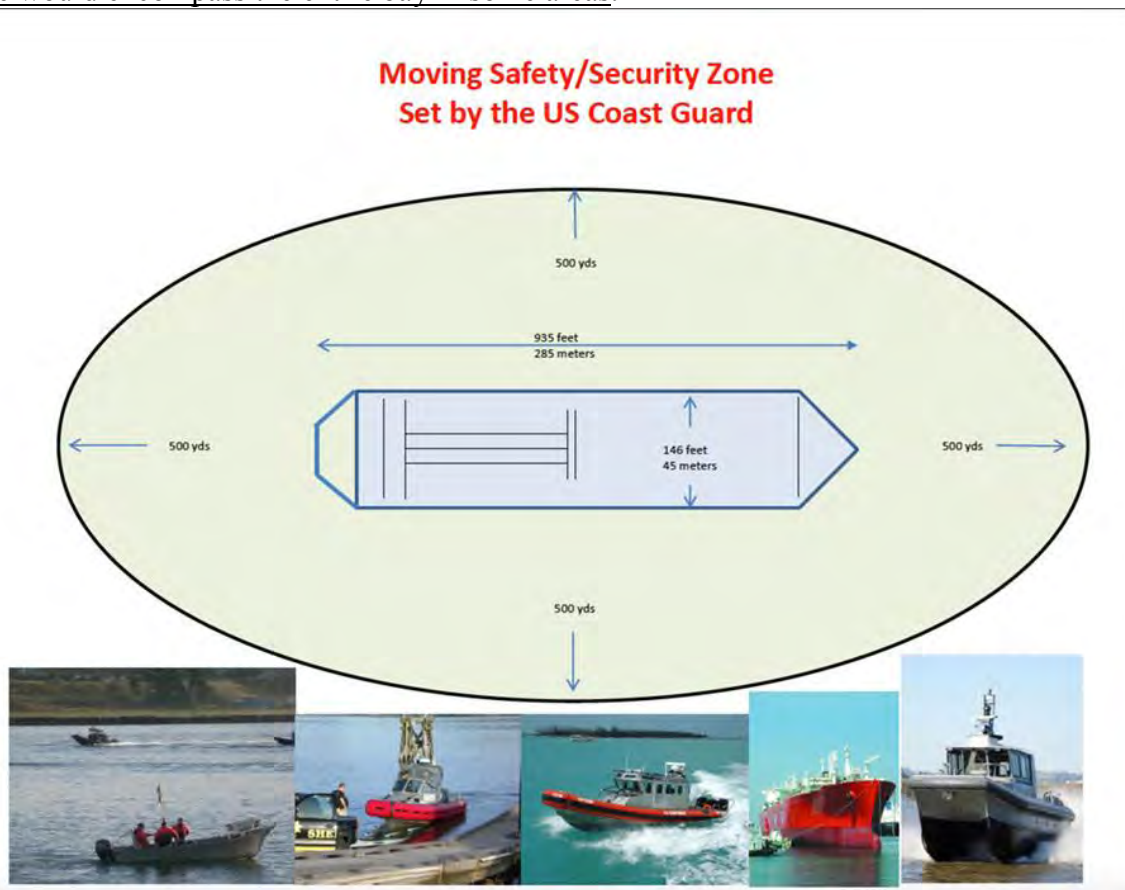 Moving Safety/Security Zone
Set by the US Coast Guard
500 yds
935 feet
285 meters
500 yds
146 feet
45 meters
500 yds
500 yds
SHE